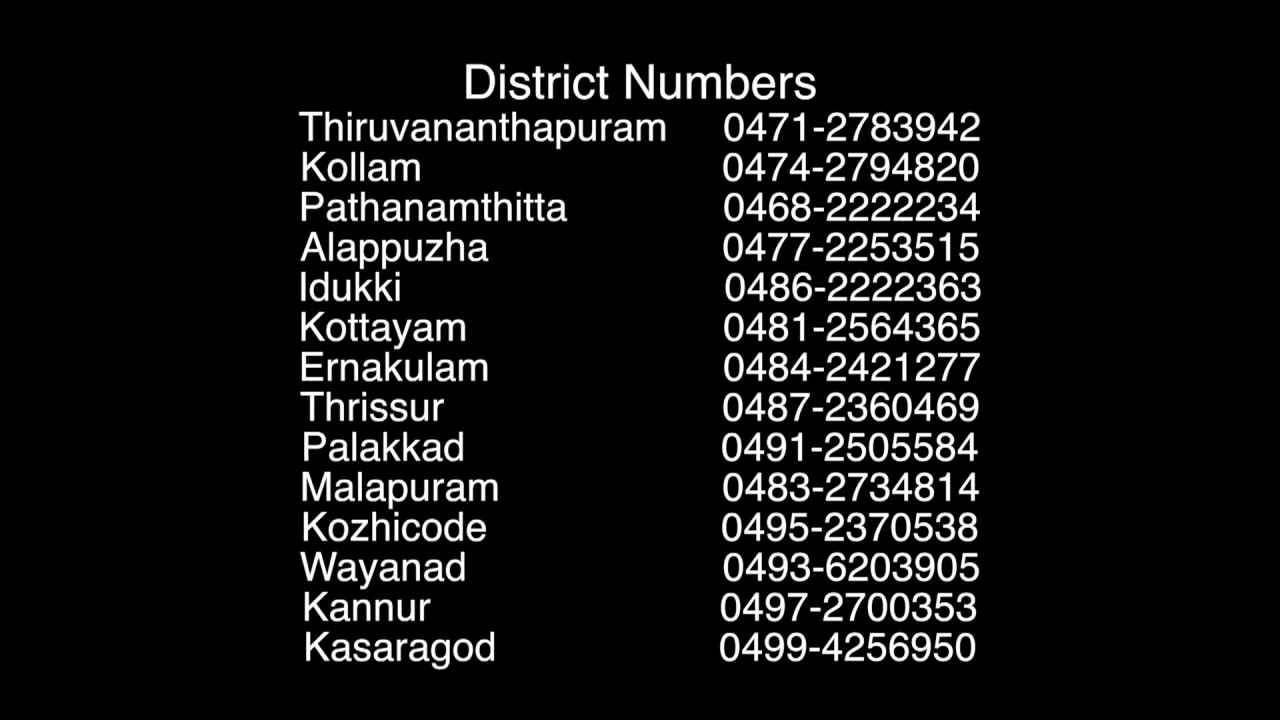 District Numbers
Thiruvananthapuram 0471-2783942
Kollam 0474-2794820
Pathanamthitta 0468-2222234
Alappuzha 0477-2253515
Idukki 0486-2222363
Kottayam 0481-2564365
Ernakulam 0484-2421277
Thrissur 0487-2360469
Palakkad 0491-2505584
Malapuram 0483-2734814
Kozhicode 0495-2370538
Wayanad 0493-6203905
Kannur 0497-2700353
Kasaragod 0499-4256950